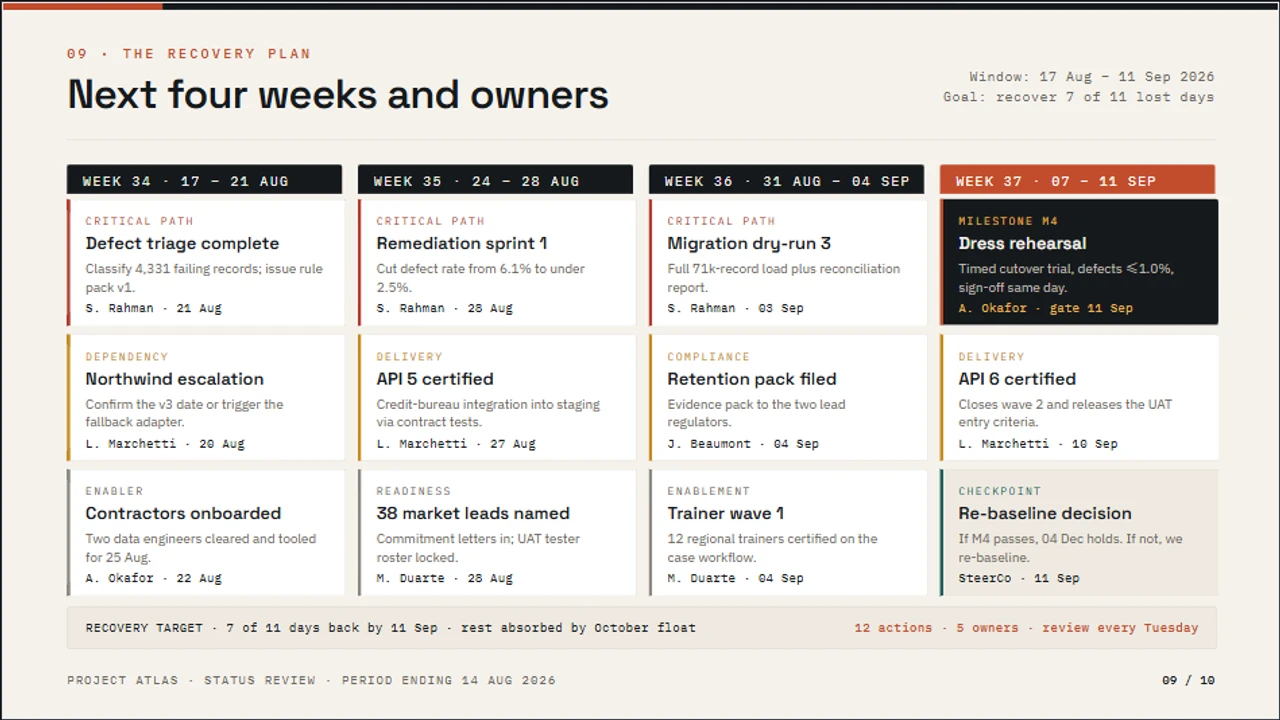 09 · THE RECOVERY PLAN
Next four weeks and owners
Window: 17 Aug – 11 Sep 2026
Goal: recover 7 of 11 lost days
WEEK 34 · 17 – 21 AUG
CRITICAL PATH
Defect triage complete
Classify 4,331 failing records; issue rule
pack v1.
S. Rahman · 21 Aug
DEPENDENCY
Northwind escalation
Confirm the v3 date or trigger the
fallback adapter.
L. Marchetti · 20 Aug
ENABLER
Contractors onboarded
Two data engineers cleared and tooled
for 25 Aug.
A. Okafor · 22 Aug
WEEK 35 · 24 – 28 AUG
CRITICAL PATH
Remediation sprint 1
Cut defect rate from 6.1% to under
2.5%.
S. Rahman · 28 Aug
DELIVERY
API 5 certified
Credit-bureau integration into staging
via contract tests.
L. Marchetti · 27 Aug
READINESS
38 market leads named
Commitment letters in; UAT tester
roster locked.
M. Duarte · 28 Aug
WEEK 36 · 31 AUG – 04 SEP
CRITICAL PATH
Migration dry-run 3
Full 71k-record load plus reconciliation
report.
S. Rahman · 03 Sep
COMPLIANCE
Retention pack filed
Evidence pack to the two lead
regulators.
J. Beaumont · 04 Sep
ENABLEMENT
Trainer wave 1
12 regional trainers certified on the
case workflow.
M. Duarte · 04 Sep
WEEK 37 · 07 – 11 SEP
MILESTONE M4
Dress rehearsal
Timed cutover trial, defects ⩽1.0%,
sign-off same day.
A. Okafor · gate 11 Sep
DELIVERY
API 6 certified
Closes wave 2 and releases the UAT
entry criteria.
L. Marchetti · 10 Sep
CHECKPOINT
Re-baseline decision
If M4 passes, 04 Dec holds. If not, we
re-baseline.
SteerCo · 11 Sep
RECOVERY TARGET · 7 of 11 days back by 11 Sep · rest absorbed by October float
12 actions · 5 owners · review every Tuesday
PROJECT ATLAS · STATUS REVIEW · PERIOD ENDING 14 AUG 2026
09 / 10